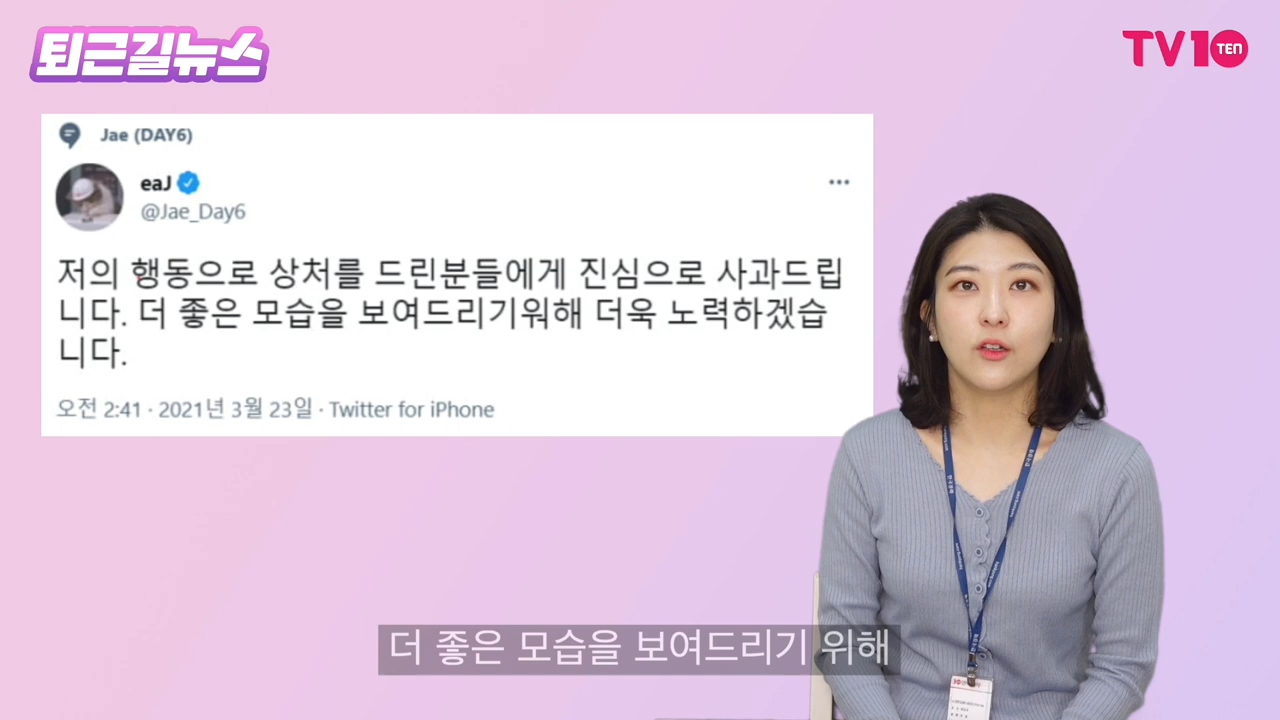 퇴근길뉴스
TV10
TEN
Jae (DAY6)
eaJ
@Jae_Day6
저의 행동으로 상처를 드린분들에게 진심으로 사과드립
니다. 더 좋은 모습을 보여드리기워해 더욱 노력하겠습
니다.
오전 2:41 · 2021년 3월 23일 · Twitter for iPhone
더 좋은 모습을 보여드리기 위해